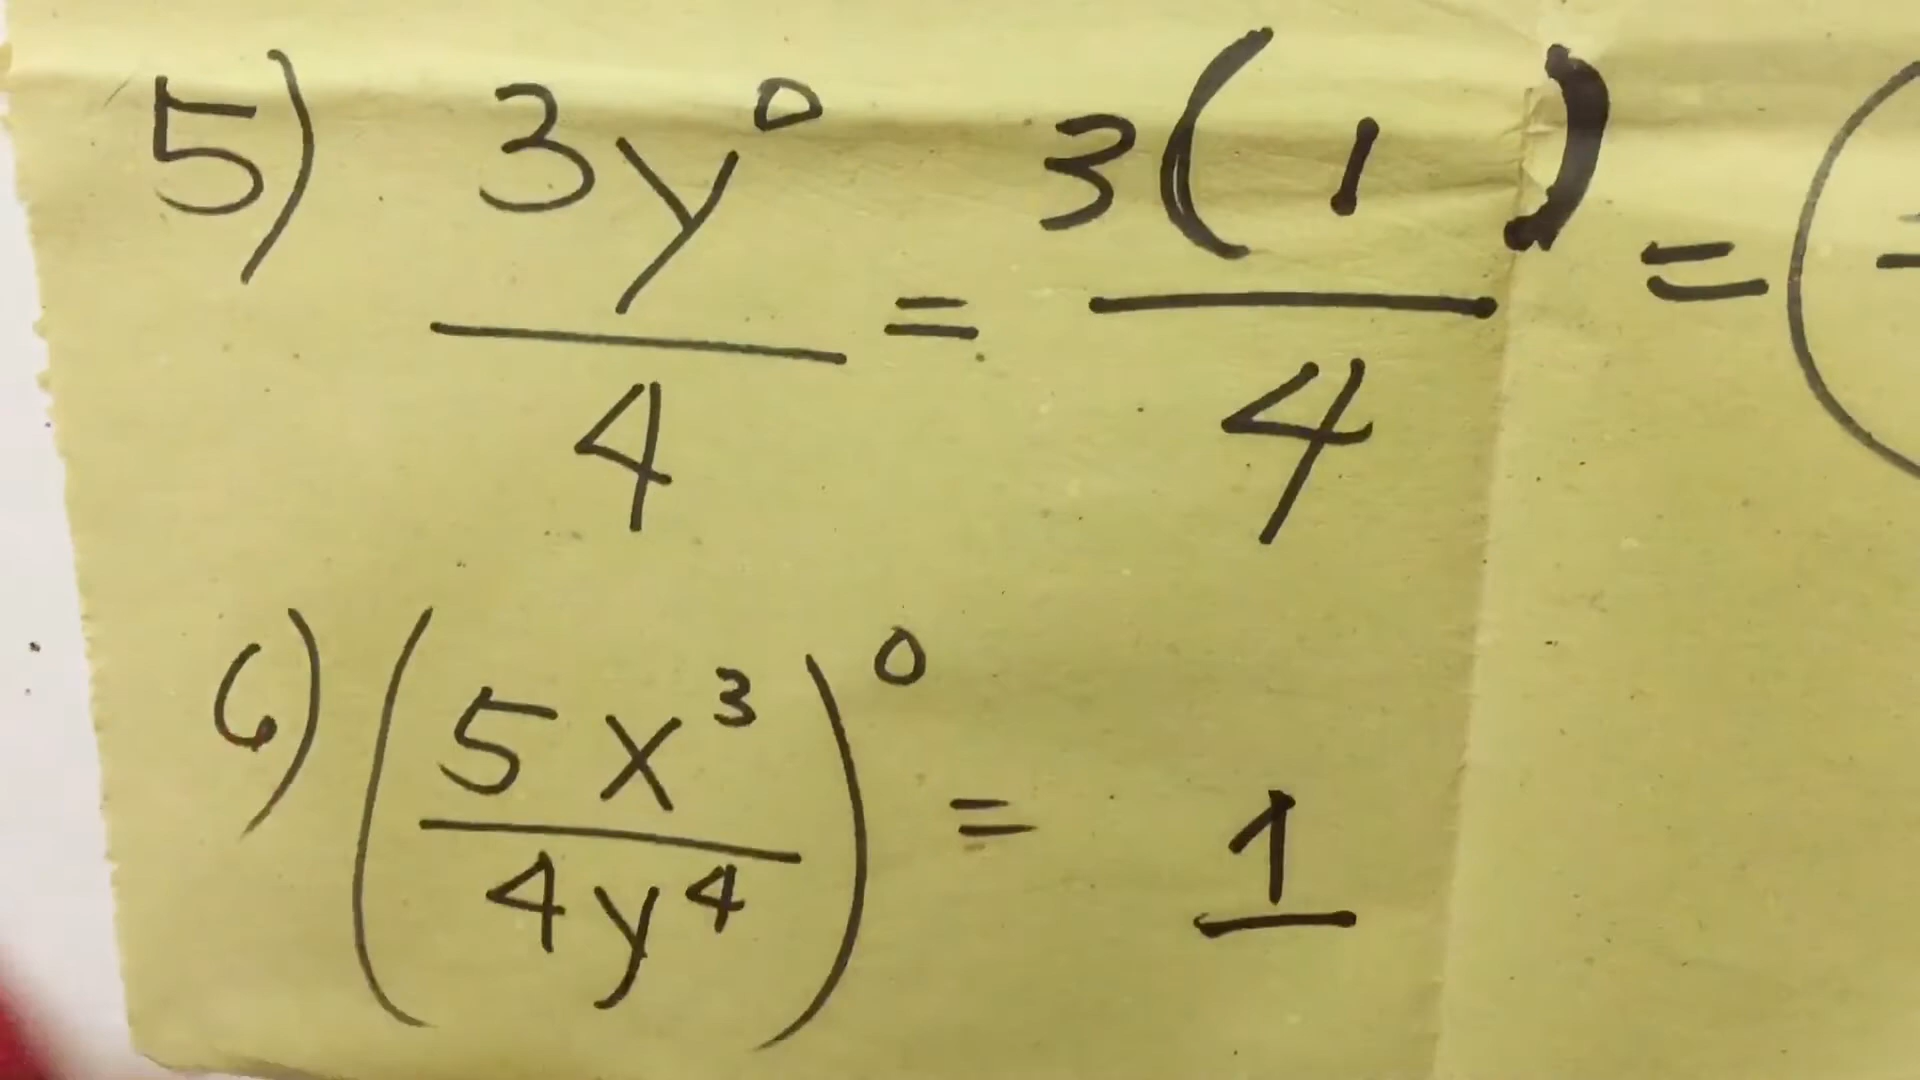 5) 3y⁰/4 = 3(1)/4 =
6) (5x³/4y⁴)⁰ = 1